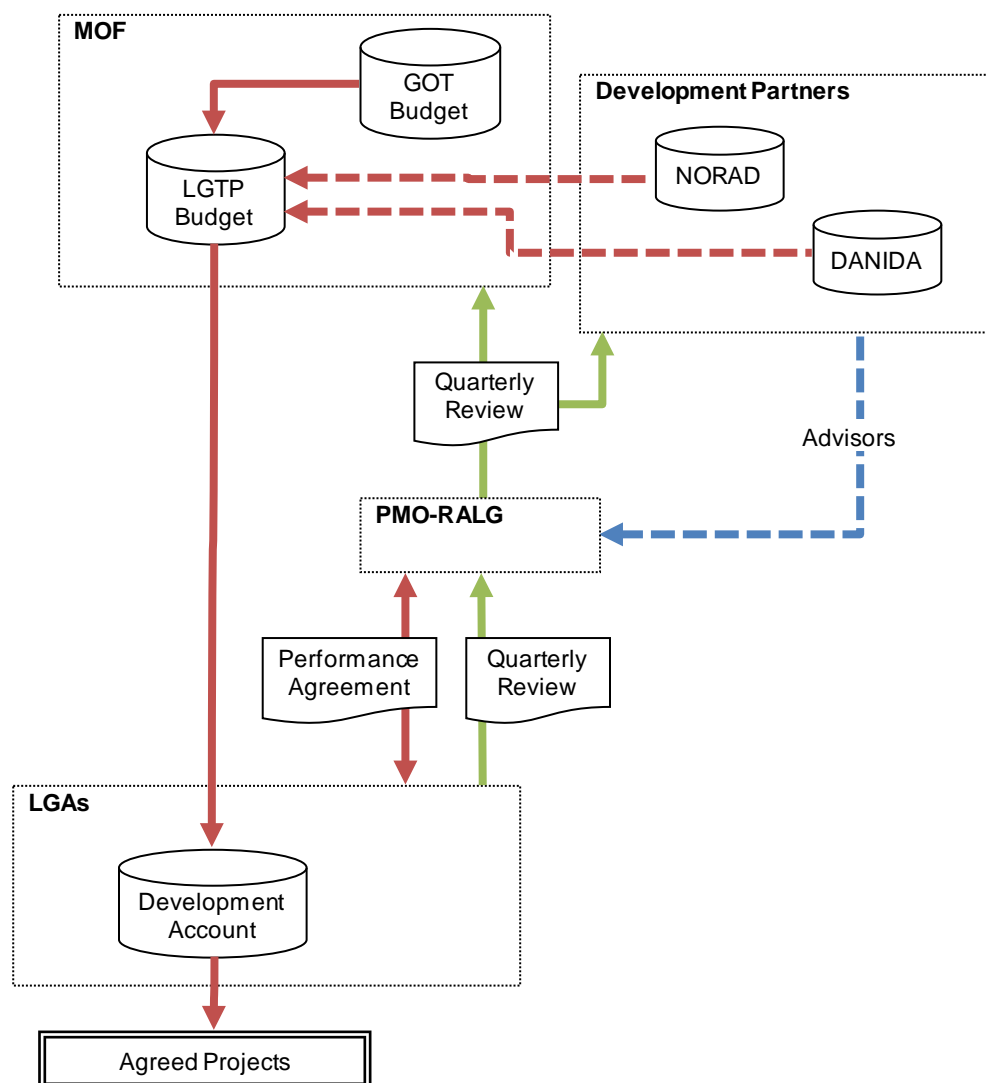 MOF
GOT
Budget
Development Partners
LGTP
Budget
NORAD
DANIDA
Quarterly
Review
Advisors
PMO-RALG
Performance
Agreement
Quarterly
Review
LGAs
Development
Account
Agreed Projects